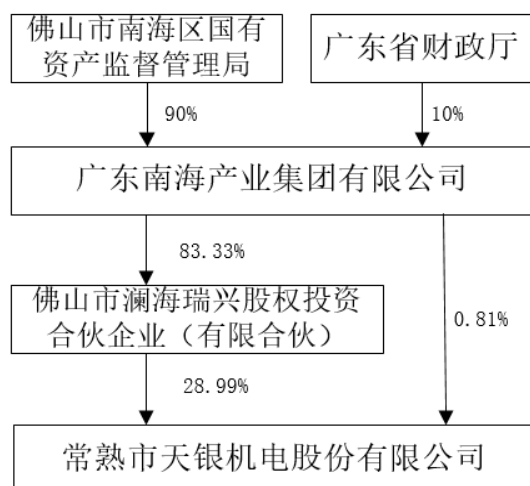 佛山市南海区国有
资产监督管理局
广东省财政厅
90%
10%
广东南海产业集团有限公司
83.33%
佛山市澜海瑞兴股权投资
合伙企业（有限合伙）
0.81%
28.99%
常熟市天银机电股份有限公司